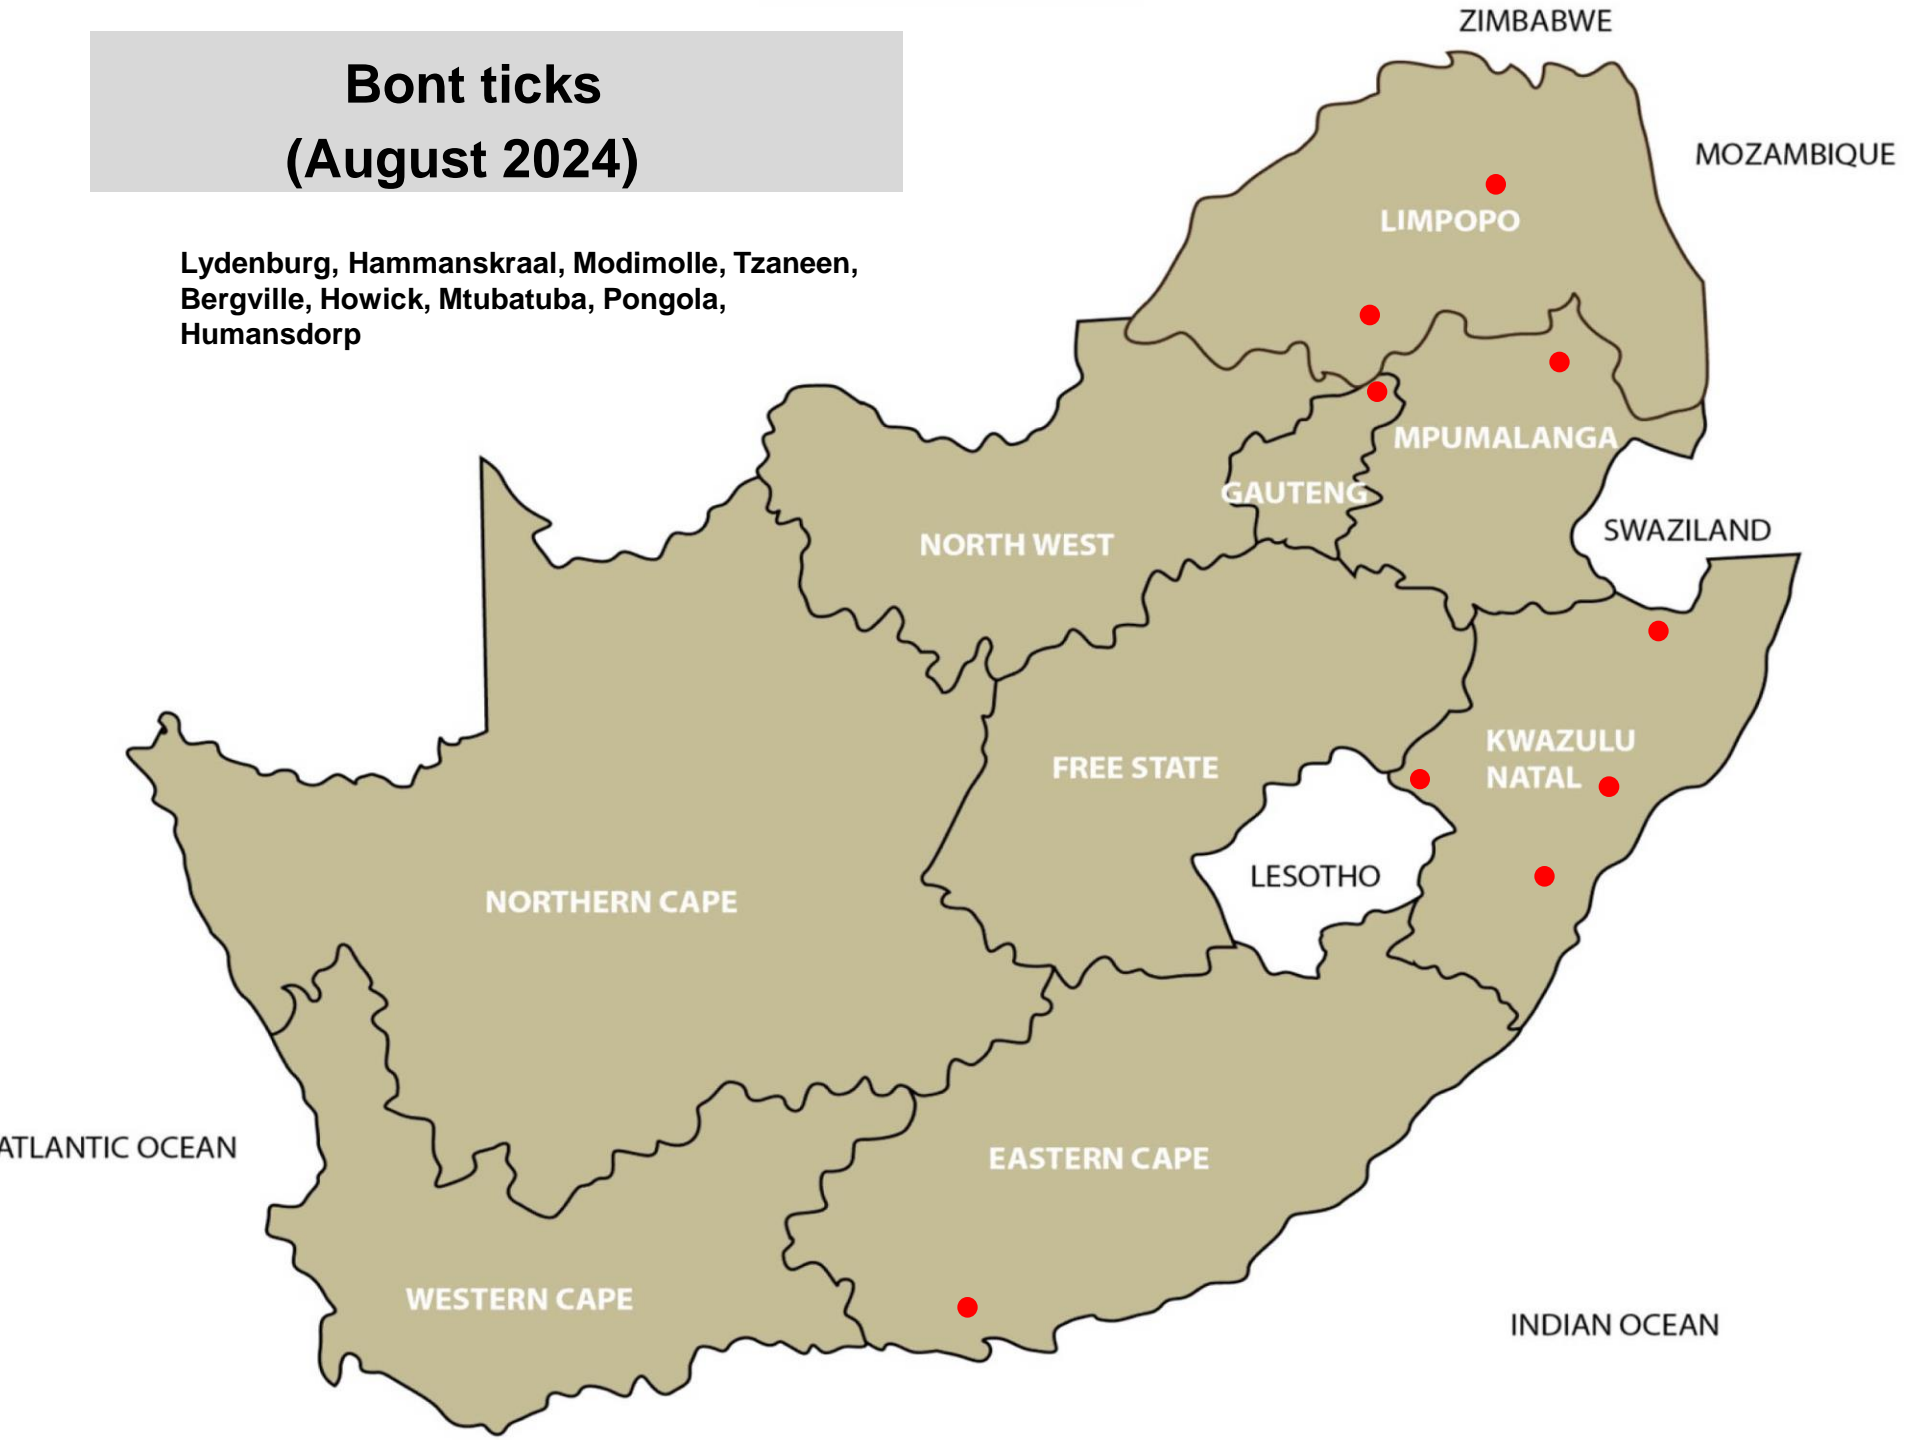 Bont ticks
(August 2024)
Lydenburg, Hammanskraal, Modimolle, Tzaneen,
Bergville, Howick, Mtubatuba, Pongola,
Humansdorp
ZIMBABWE
MOZAMBIQUE
LIMPOPO
MPUMALANGA
GAUTENG
SWAZILAND
NORTH WEST
KWAZULU
NATAL
FREE STATE
LESOTHO
NORTHERN CAPE
ATLANTIC OCEAN
EASTERN CAPE
WESTERN CAPE
INDIAN OCEAN